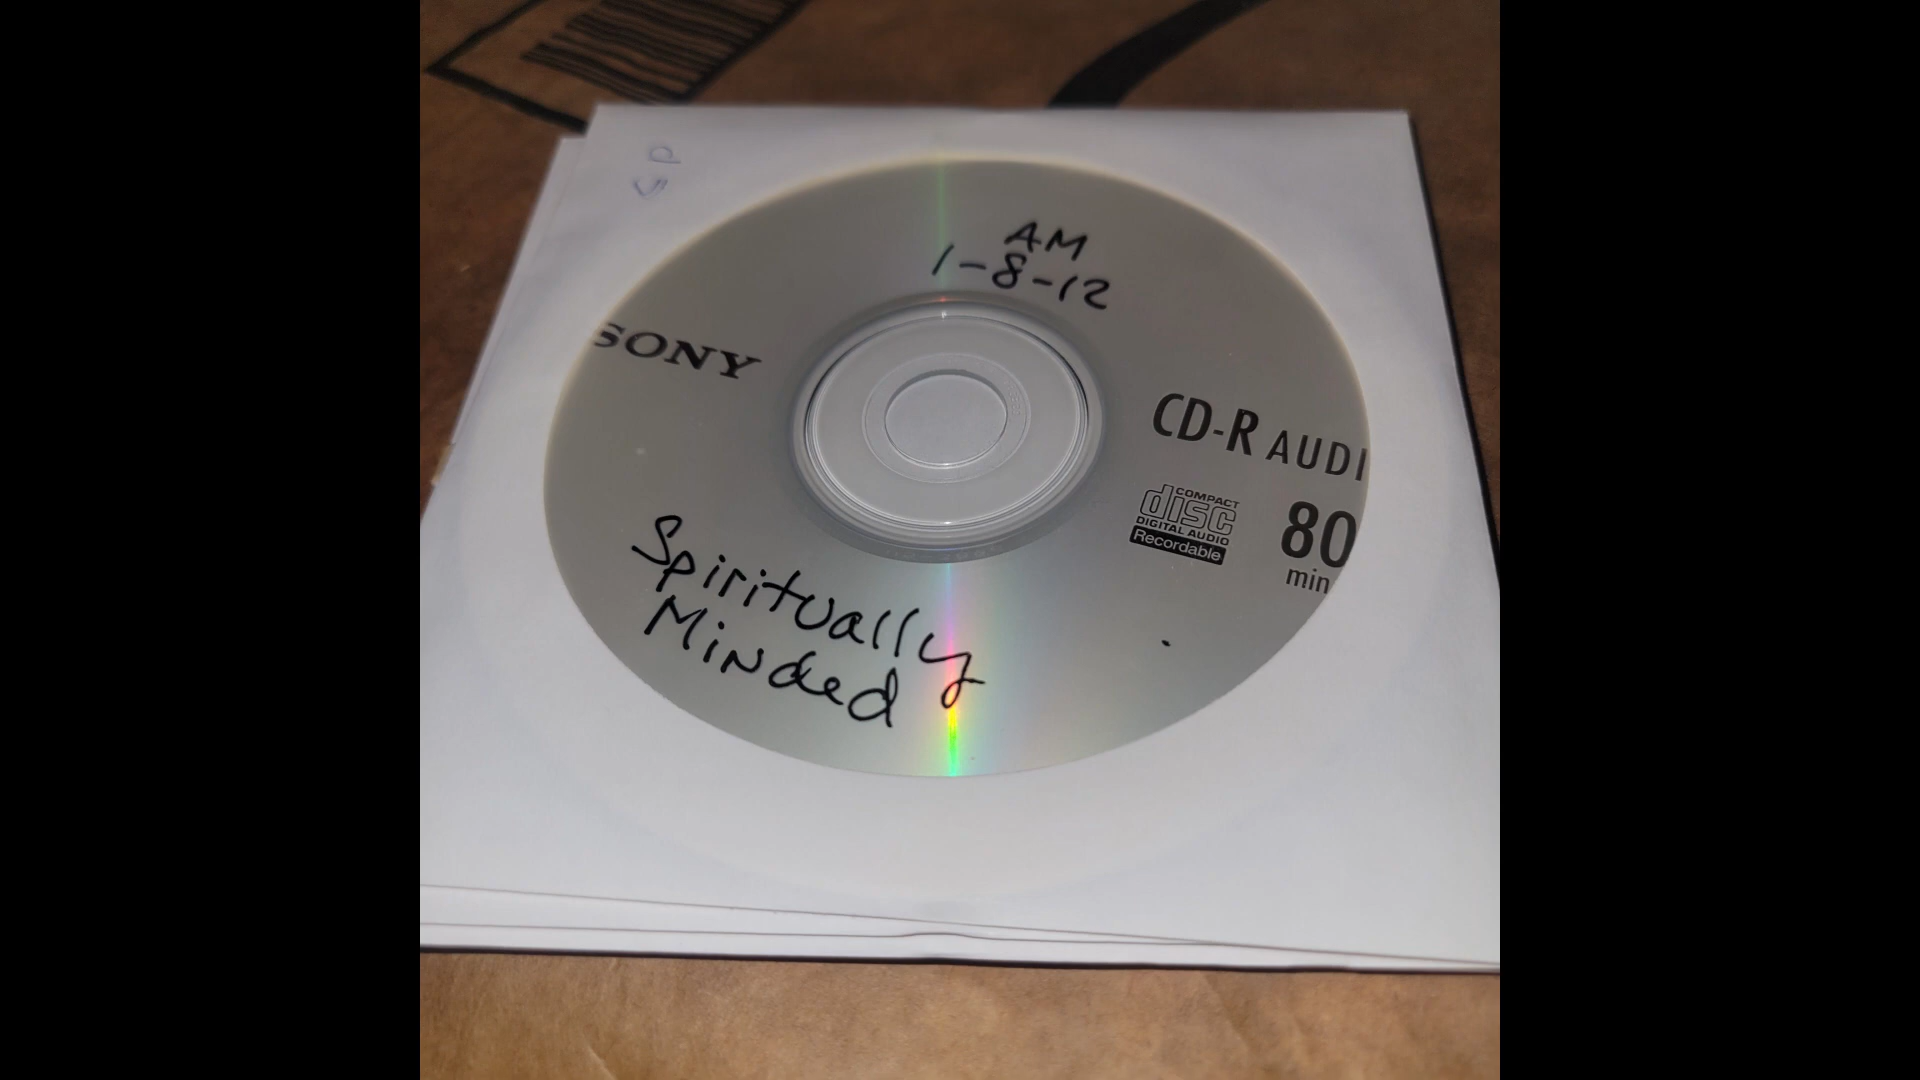 AM
1-8-12
SONY
CD-R AUDI
COMPACT
disc
DIGITAL AUDIO
Recordable
80
min
Spiritually
Minded